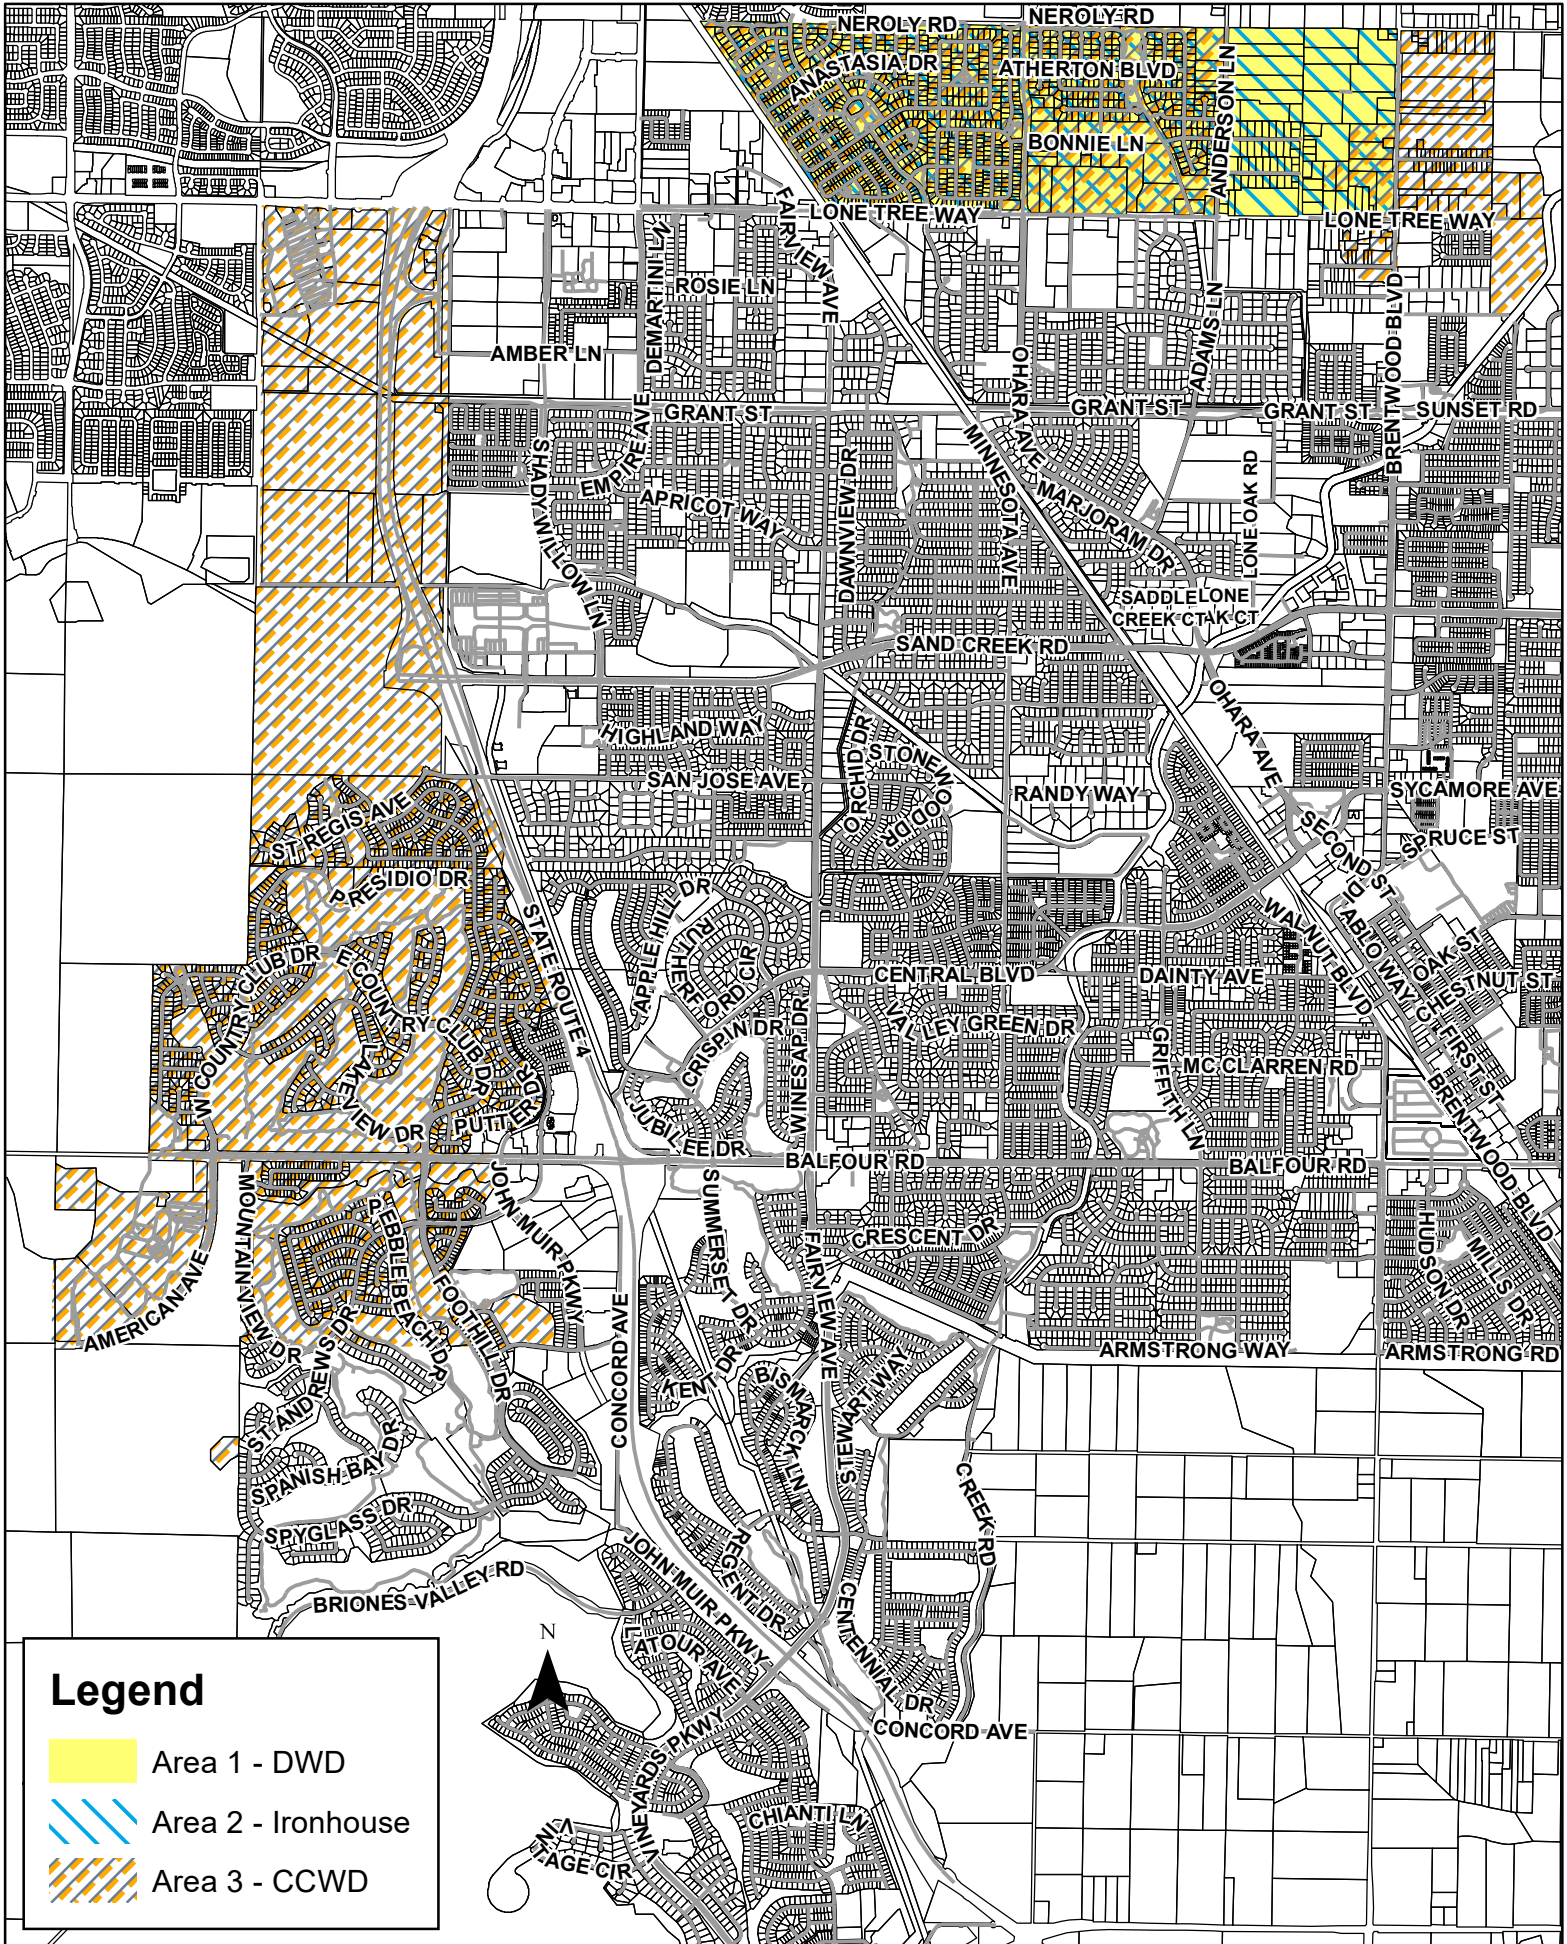 NEROLY RD
NEROLY RD
ANASTASIA DR
ATHERTON BLVD
ANDERSON LN
BONNIE LN
LONE TREE WAY
LONE TREE WAY
FAIRVIEW AVE
DEMARTINI LN
ROSIE LN
ADAMS LN
BRENTWOOD BLVD
AMBER LN
OHARA AVE
GRANT ST
GRANT ST
GRANT ST
SUNSET RD
SHADY WILLOW LN
EMPIRE AVE
APRICOT WAY
DAWNVIEW DR
MINNESOTA AVE
MARJORAM DR
LONE OAK RD
SADDLE
CREEK CT
LONE
AK CT
SAND CREEK RD
OHARA AVE
HIGHLAND WAY
ORCHID DR
STONEWOOD DR
SAN JOSE AVE
RANDY WAY
SYCAMORE AVE
ST REGIS AVE
SECOND ST
SPRUCE ST
PRESIDIO DR
APPLE HILL DR
RUTHERFORD CIR
STATE ROUTE 4
WALNUT BLVD
PABLO WAY
OAK ST
W COUNTRY CLUB DR
E COUNTRY CLUB DR
CENTRAL BLVD
DAINTY AVE
CHESTNUT ST
CRISPIN DR
WINESAP DR
VALLEY GREEN DR
FIRST ST
LAKEVIEW DR
PUTTER DR
GRIFFITH LN
MC CLARREN RD
JUBILEE DR
BRENTWOOD BLVD
BALFOUR RD
BALFOUR RD
MOUNTAIN VIEW DR
JOHN MUIR PKWY
SUMMERSET DR
PEBBLE BEACH DR
FOOTHILL DR
CRESCENT DR
HUDSON DR
MILLS DR
AMERICAN AVE
FAIRVIEW AVE
CONCORD AVE
ARMSTRONG WAY
ARMSTRONG RD
ST ANDREWS DR
KENT DR
BISMARCK LN
STEWART WAY
SPANISH BAY DR
CREEK RD
SPYGLASS DR
REGENT DR
JOHN MUIR PKWY
BRIONES VALLEY RD
CENTENNIAL DR
LATOUR AVE
N
CONCORD AVE
VINEYARDS PKWY
CHIANTI LN
VIN
TAGE CIR
Legend
Area 1 - DWD
Area 2 - Ironhouse
Area 3 - CCWD